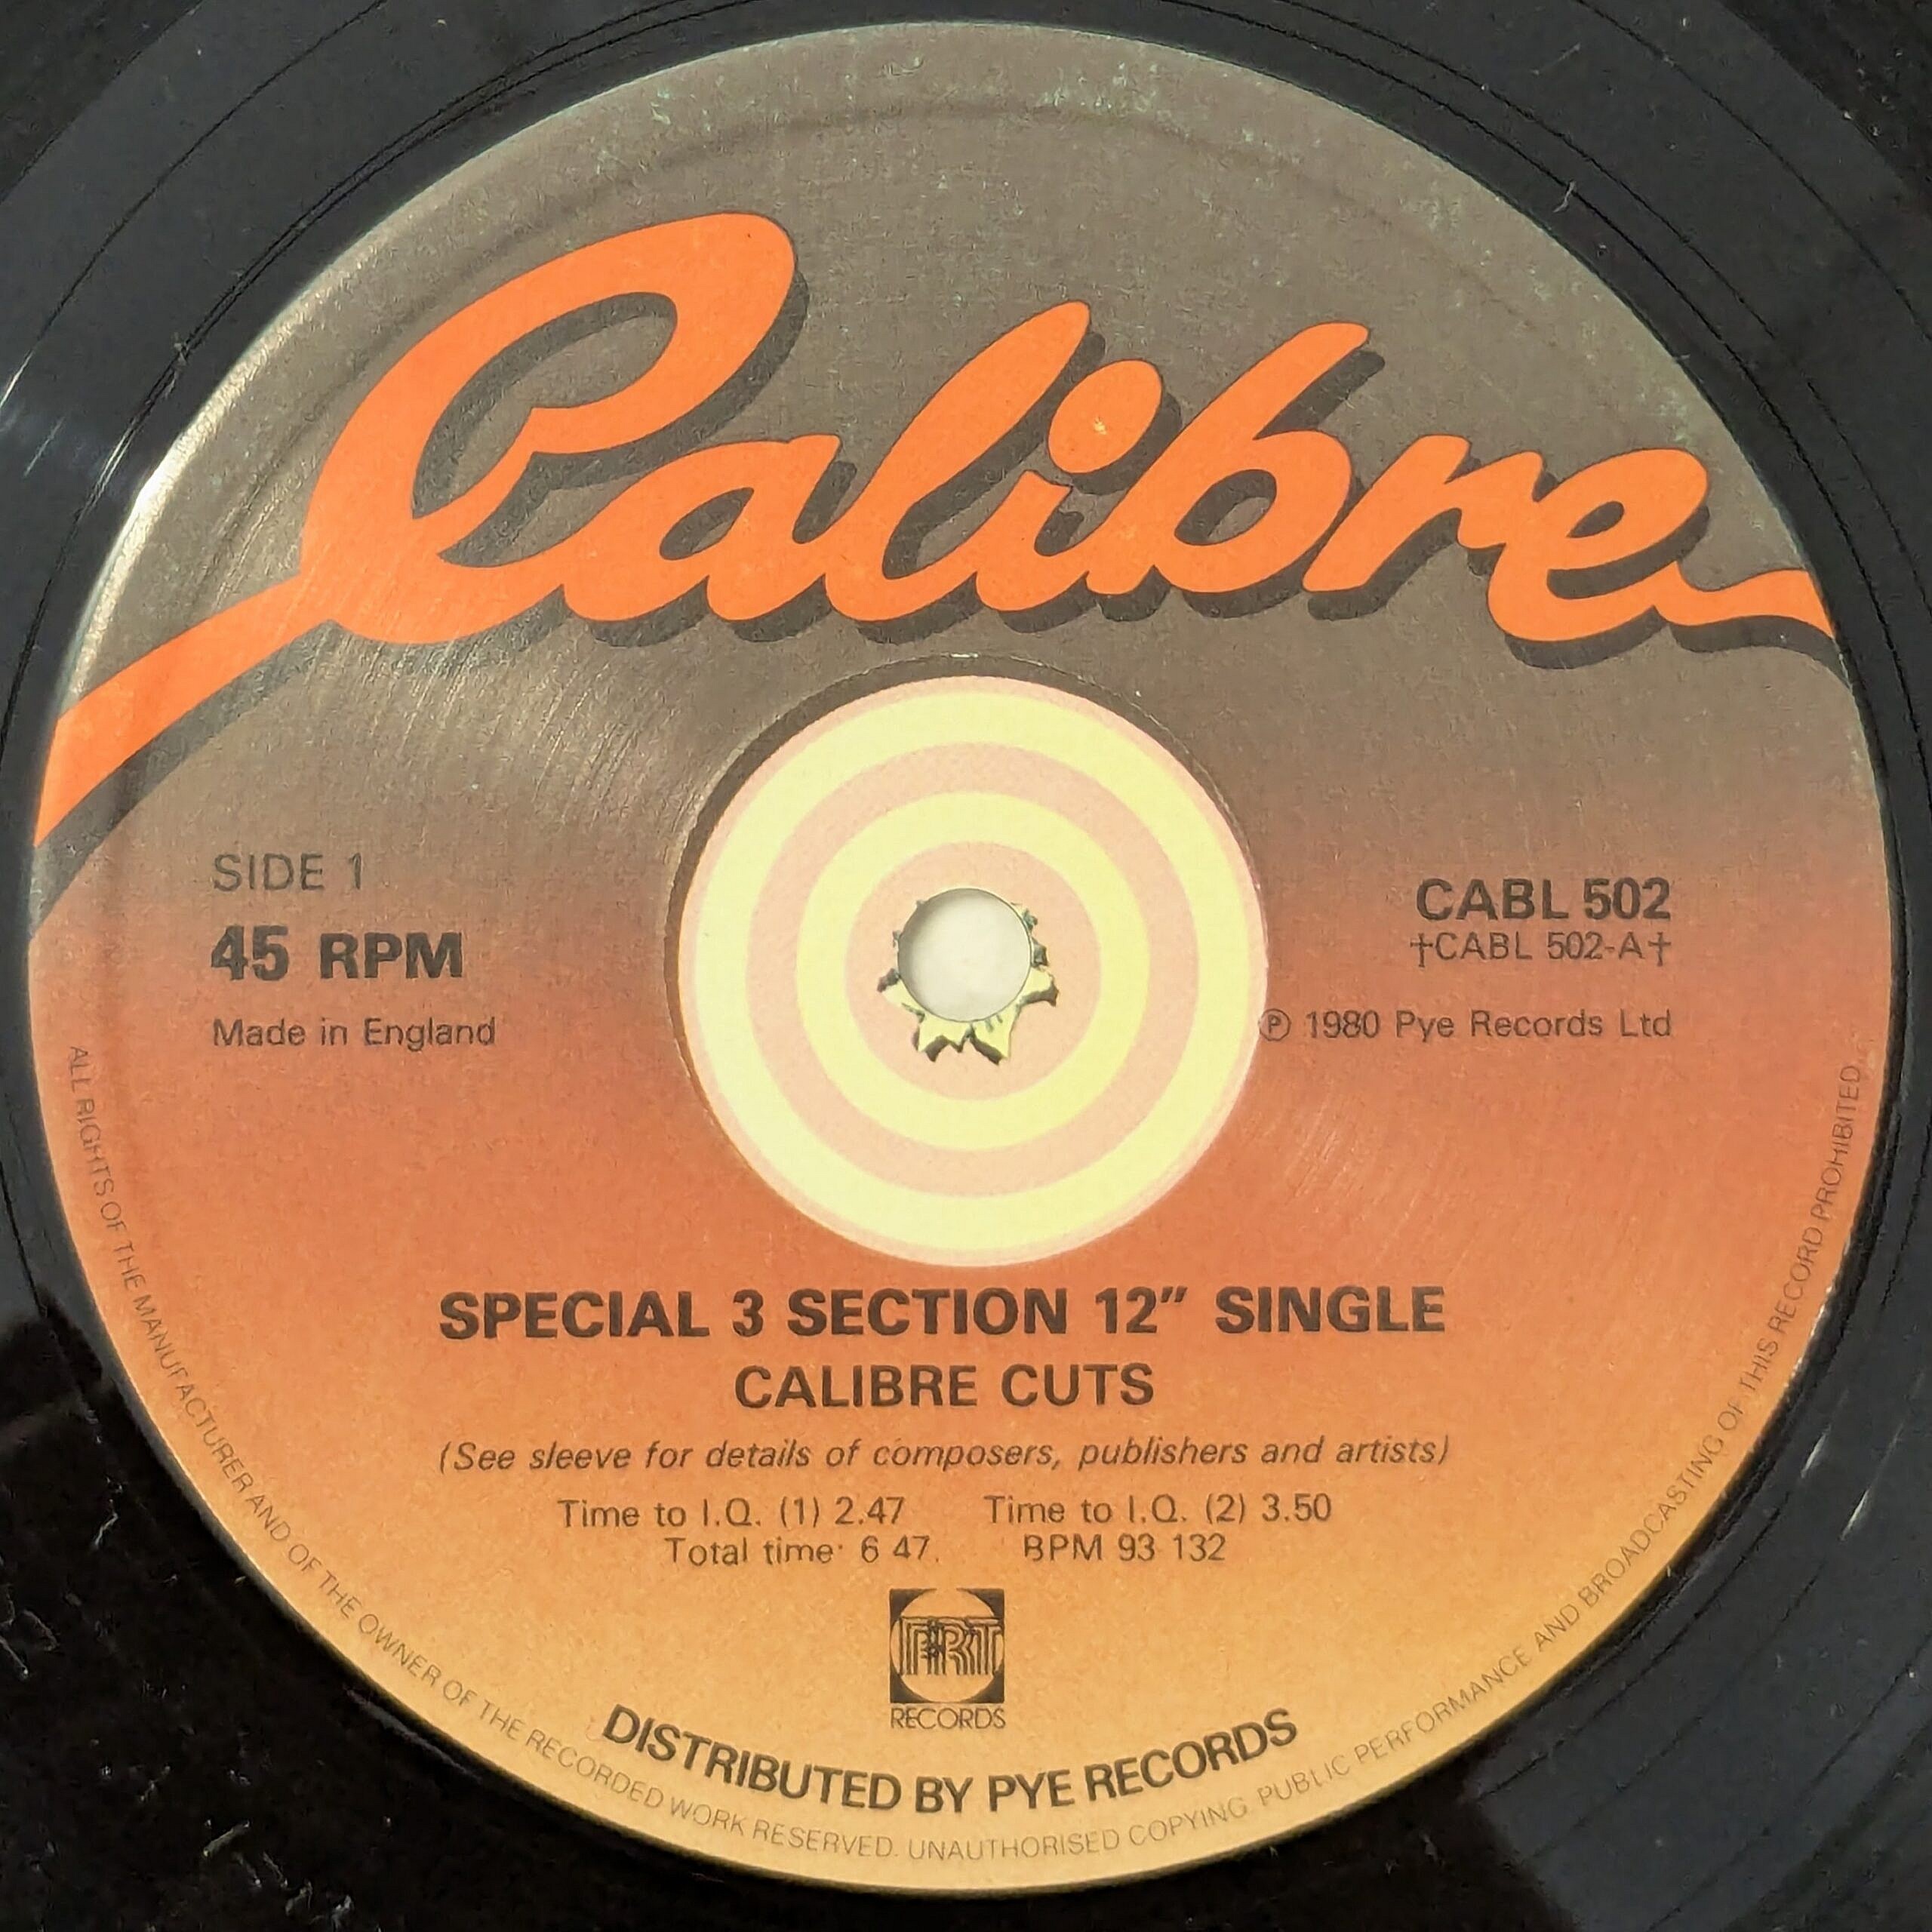 Calibre
SIDE 1
45 RPM
Made in England
CABL 502
†CABL 502-A†
Ⓟ 1980 Pye Records Ltd
SPECIAL 3 SECTION 12" SINGLE
CALIBRE CUTS
(See sleeve for details of composers, publishers and artists)
Time to I.Q. (1) 2.47 Time to I.Q. (2) 3.50
Total time· 6 47. BPM 93 132
PRT
RECORDS
DISTRIBUTED BY PYE RECORDS
ALL RIGHTS OF THE MANUFACTURER AND OF THE OWNER OF THE RECORDED WORK RESERVED. UNAUTHORISED COPYING PUBLIC PERFORMANCE AND BROADCASTING OF THIS RECORD PROHIBITED.